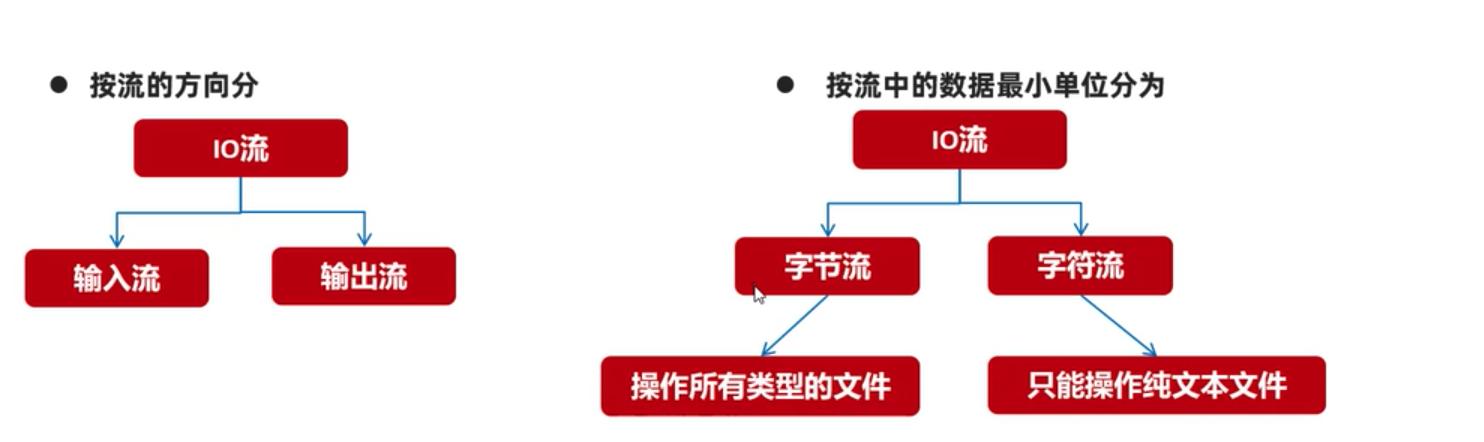 按流的方向分
IO流
输入流
输出流
按流中的数据最小单位分为
IO流
字节流
字符流
操作所有类型的文件
只能操作纯文本文件